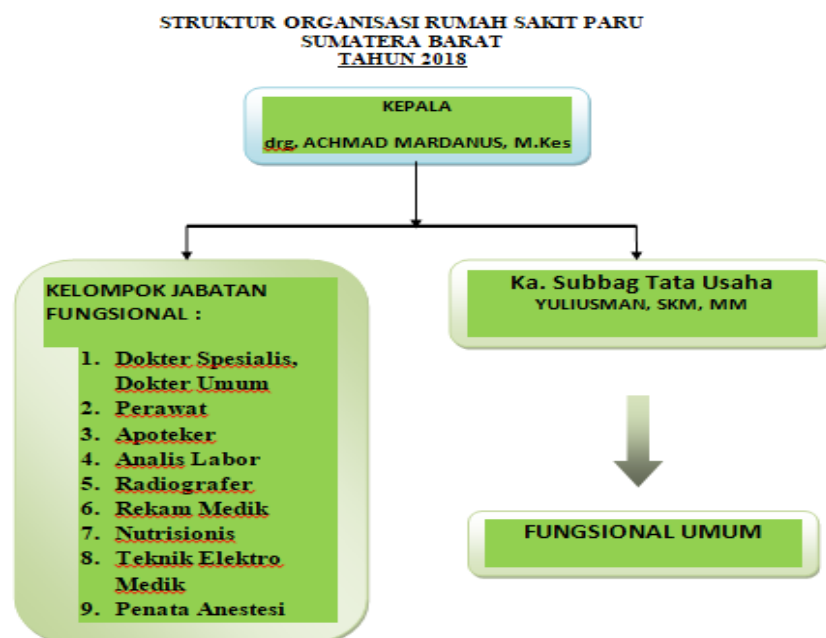 STRUKTUR ORGANISASI RUMAH SAKIT PARU
SUMATERA BARAT
TAHUN 2018
KEPALA
drg. ACHMAD MARDANUS, M.Kes
KELOMPOK JABATAN
FUNGSIONAL :
1. Dokter Spesialis,
Dokter Umum
2. Perawat
3. Apoteker
4. Analis Labor
5. Radiografer
6. Rekam Medik
7. Nutrisionis
8. Teknik Elektro
Medik
9. Penata Anestesi
Ka. Subbag Tata Usaha
YULIUSMAN, SKM, MM
FUNGSIONAL UMUM